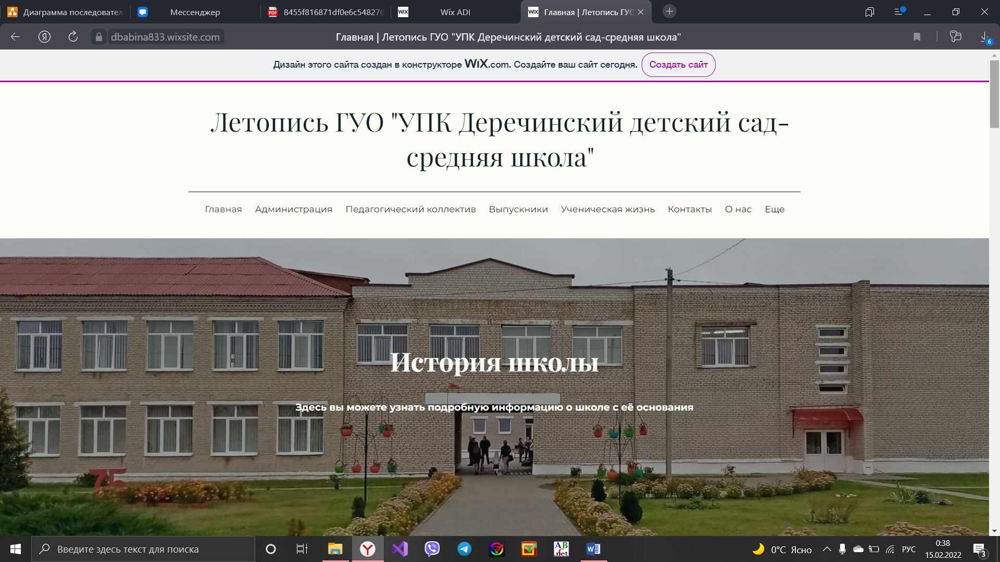 Диаграмма последовател
Мессенджер
8455f816871df0e6c548276
Wix ADI
Главная | Летопись ГУО
dbabina833.wixsite.com
Главная | Летопись ГУО "УПК Деречинский детский сад-средняя школа"
6
Дизайн этого сайта создан в конструкторе WiX.com. Создайте ваш сайт сегодня.
Создать сайт
Летопись ГУО "УПК Деречинский детский сад-
средняя школа"
Главная Администрация Педагогический коллектив Выпускники Ученическая жизнь Контакты О нас Еще
История школы
Здесь вы можете узнать подробную информацию о школе с её основания
75
Введите здесь текст для поиска
0°C Ясно
РУС
0:38
15.02.2022
3